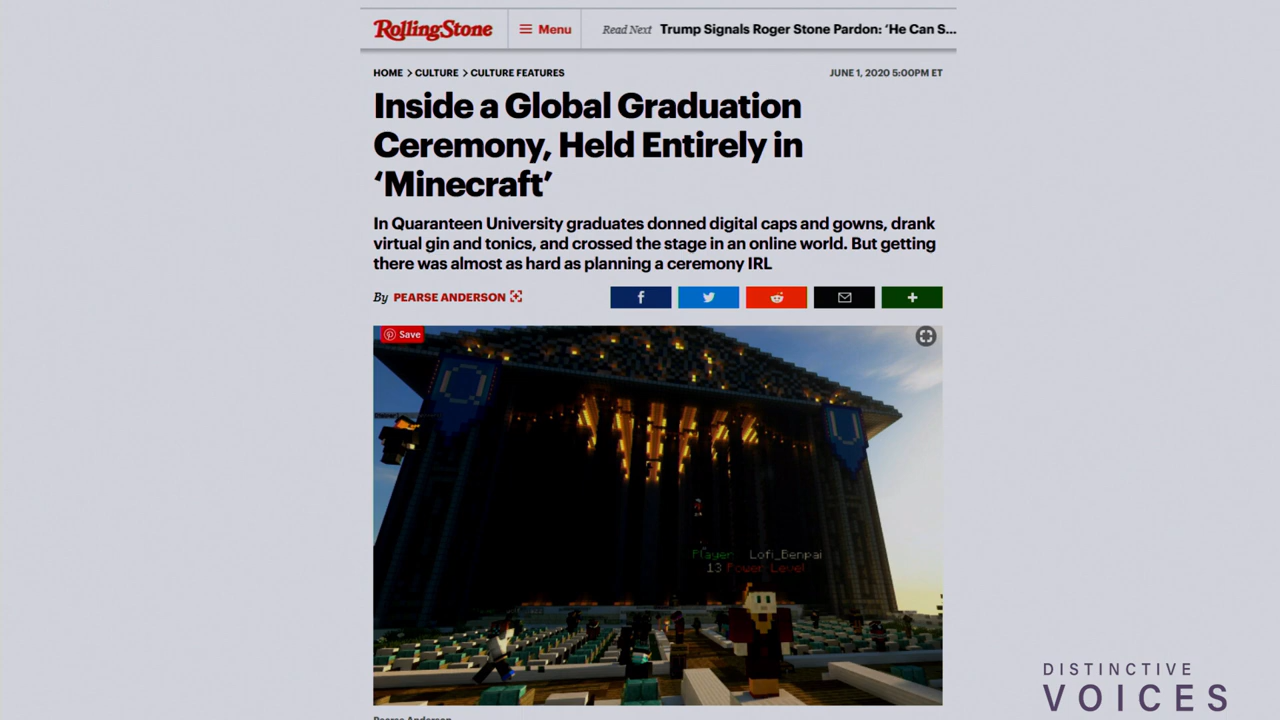 RollingStone
Menu
Read Next Trump Signals Roger Stone Pardon: ‘He Can S...
HOME > CULTURE > CULTURE FEATURES
JUNE 1, 2020 5:00PM ET
Inside a Global Graduation
Ceremony, Held Entirely in
‘Minecraft’
In Quaranteen University graduates donned digital caps and gowns, drank
virtual gin and tonics, and crossed the stage in an online world. But getting
there was almost as hard as planning a ceremony IRL
By PEARSE ANDERSON
Save
Q
U
Player Lofi_Benpai
13 Power Level
Pearse Anderson
DISTINCTIVE
VOICES